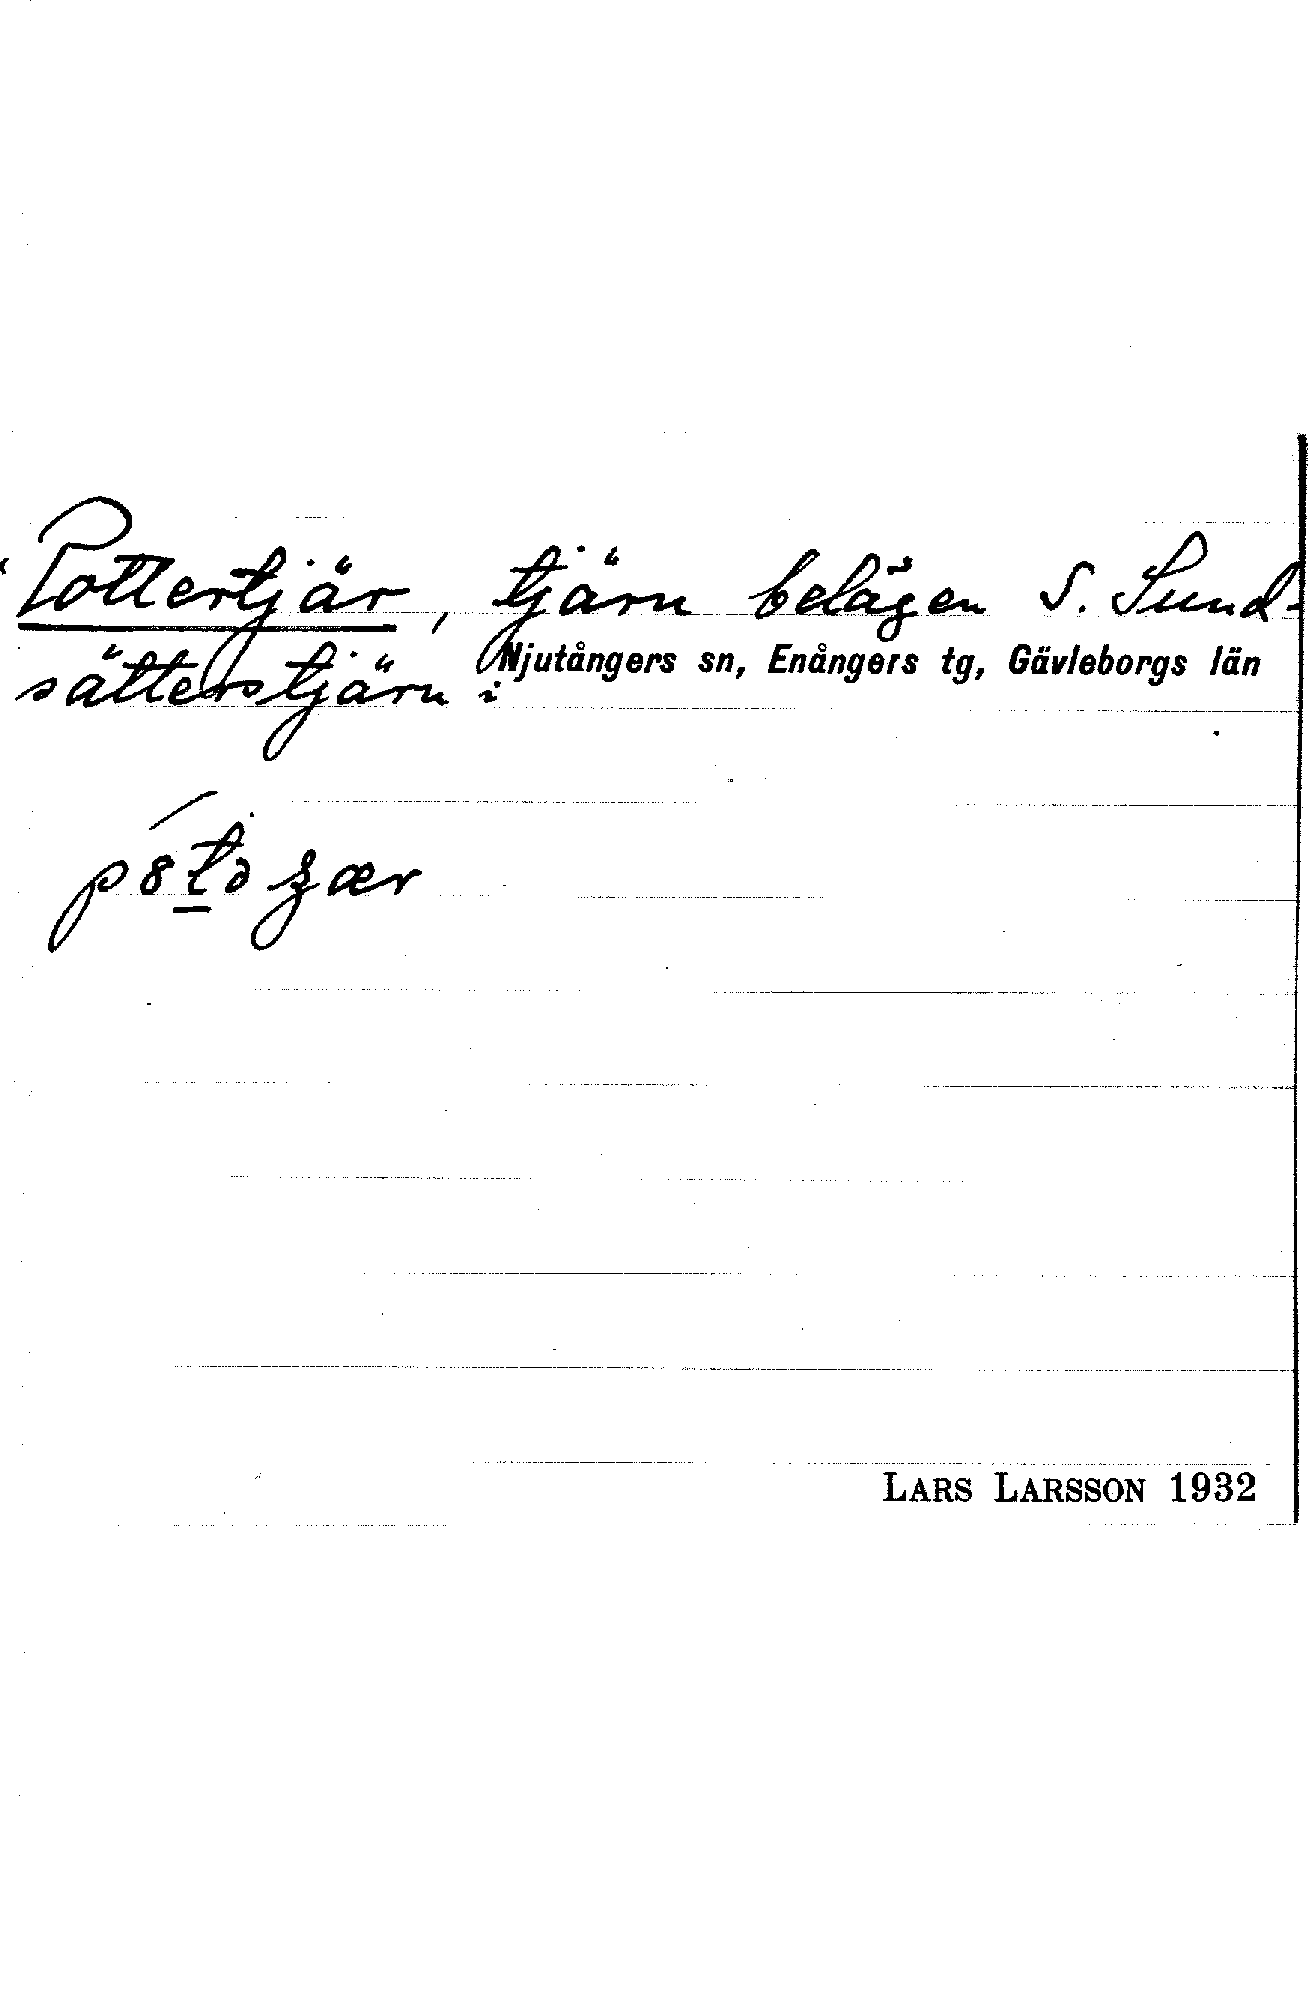 "Pottertjär, tjärn belägen S. Sund-
sätterstjärn i Njutångers sn, Enångers tg, Gävleborgs län
LARS LARSSON 1932